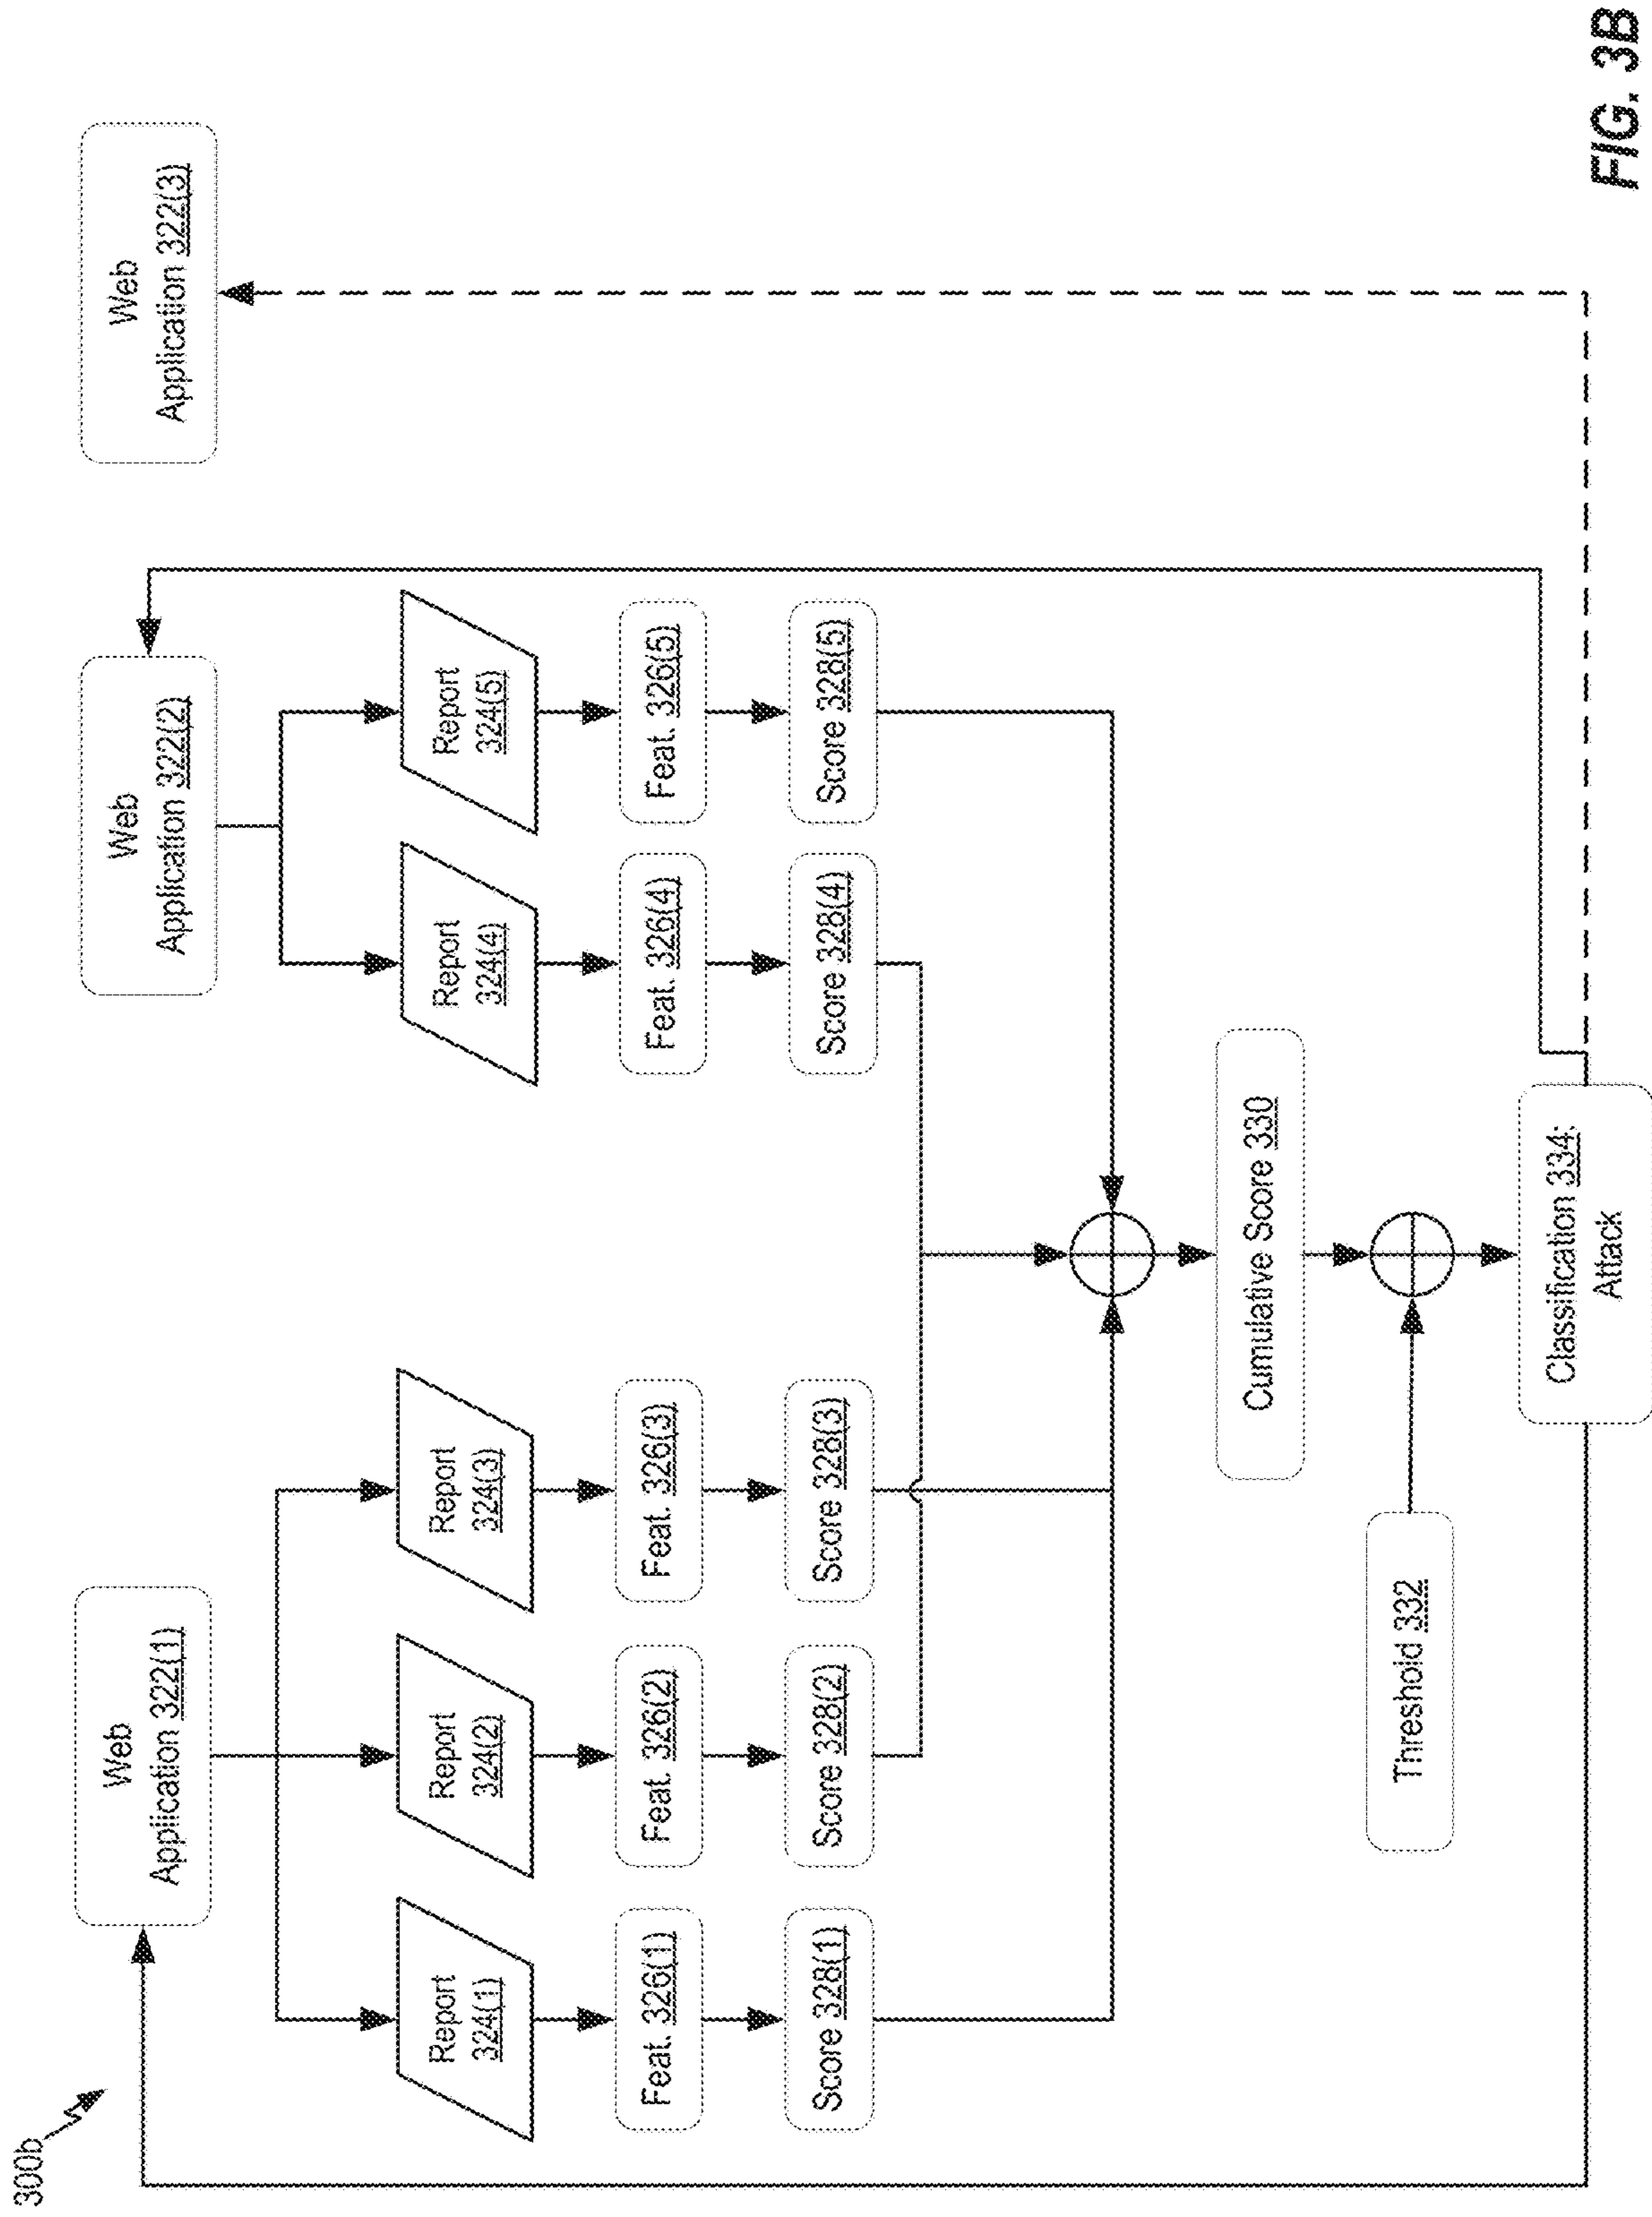 300b
Web
Application 322(1)
Web
Application 322(2)
Web
Application 322(3)
Report
324(1)
Report
324(2)
Report
324(3)
Report
324(4)
Report
324(5)
Feat. 326(1)
Feat. 326(2)
Feat. 326(3)
Feat. 326(4)
Feat. 326(5)
Score 328(1)
Score 328(2)
Score 328(3)
Score 328(4)
Score 328(5)
Cumulative Score 330
Threshold 332
Classification 334:
Attack
FIG. 3B